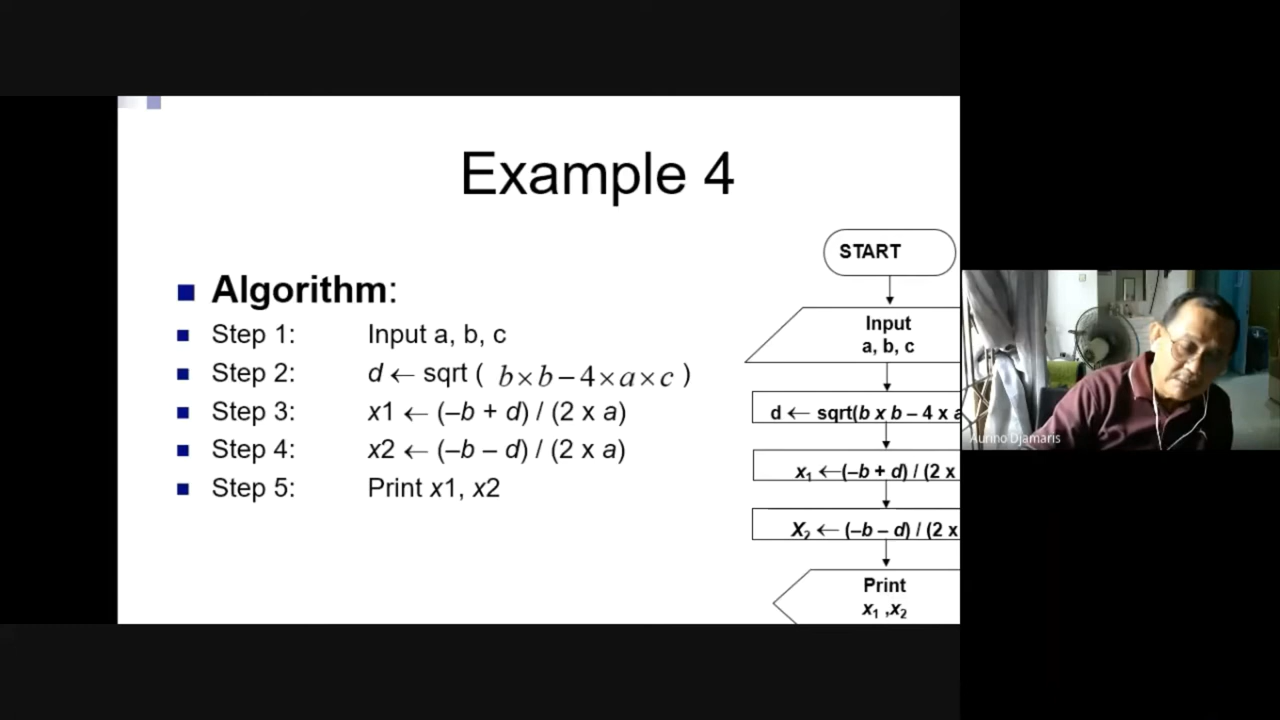 Example 4
Algorithm:
Step 1: Input a, b, c
Step 2: d ← sqrt ( b×b–4×a×c )
Step 3: x1 ← (–b + d) / (2 x a)
Step 4: x2 ← (–b – d) / (2 x a)
Step 5: Print x1, x2
START
Input
a, b, c
d ← sqrt(b x b – 4 x a
x₁ ←(–b + d) / (2 x
X₂ ← (–b – d) / (2 x
Print
x₁ ,x₂
Aurino Djamaris